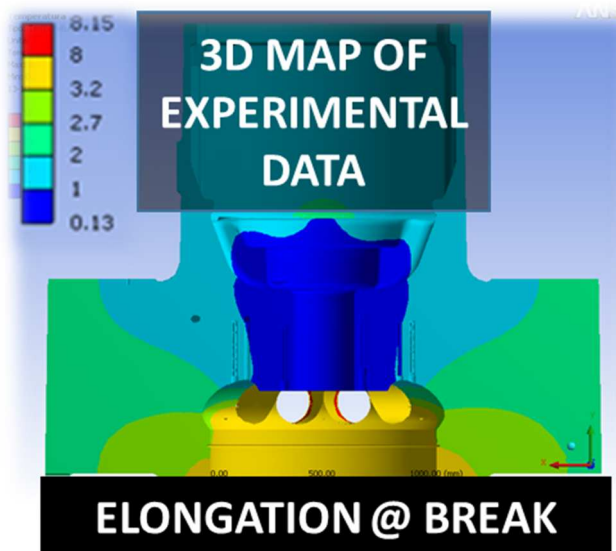 8.15
8
3.2
2.7
2
1
0.13
3D MAP OF
EXPERIMENTAL
DATA
0.00 500.00 1000.00 (mm)
X
ELONGATION @ BREAK